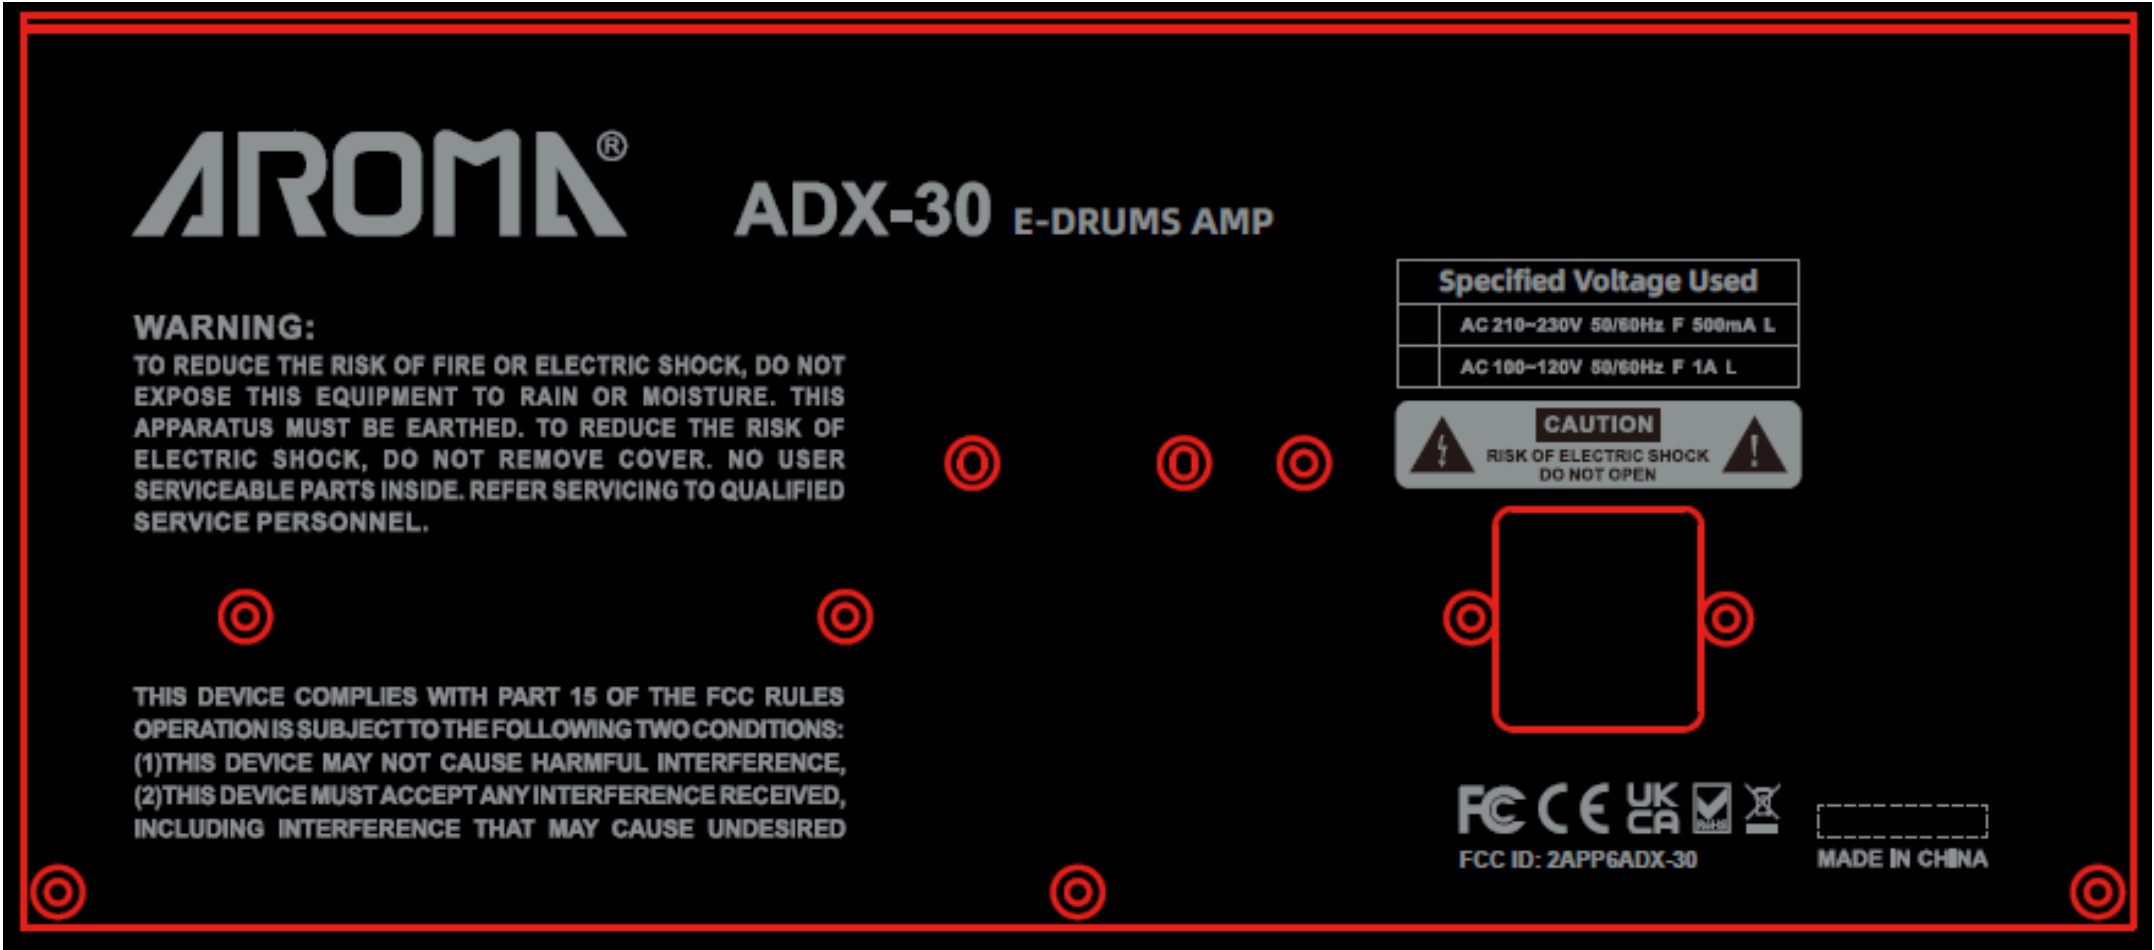 AROMA®
ADX-30 E-DRUMS AMP
Specified Voltage Used
AC 210~230V 50/60Hz F 500mA L
AC 100~120V 50/60Hz F 1A L
CAUTION
RISK OF ELECTRIC SHOCK
DO NOT OPEN
WARNING:
TO REDUCE THE RISK OF FIRE OR ELECTRIC SHOCK, DO NOT
EXPOSE THIS EQUIPMENT TO RAIN OR MOISTURE. THIS
APPARATUS MUST BE EARTHED. TO REDUCE THE RISK OF
ELECTRIC SHOCK, DO NOT REMOVE COVER. NO USER
SERVICEABLE PARTS INSIDE. REFER SERVICING TO QUALIFIED
SERVICE PERSONNEL.
THIS DEVICE COMPLIES WITH PART 15 OF THE FCC RULES
OPERATION IS SUBJECT TO THE FOLLOWING TWO CONDITIONS:
(1)THIS DEVICE MAY NOT CAUSE HARMFUL INTERFERENCE,
(2)THIS DEVICE MUST ACCEPT ANY INTERFERENCE RECEIVED,
INCLUDING INTERFERENCE THAT MAY CAUSE UNDESIRED
FC CE UK CA RoHS
FCC ID: 2APP6ADX-30
MADE IN CHINA